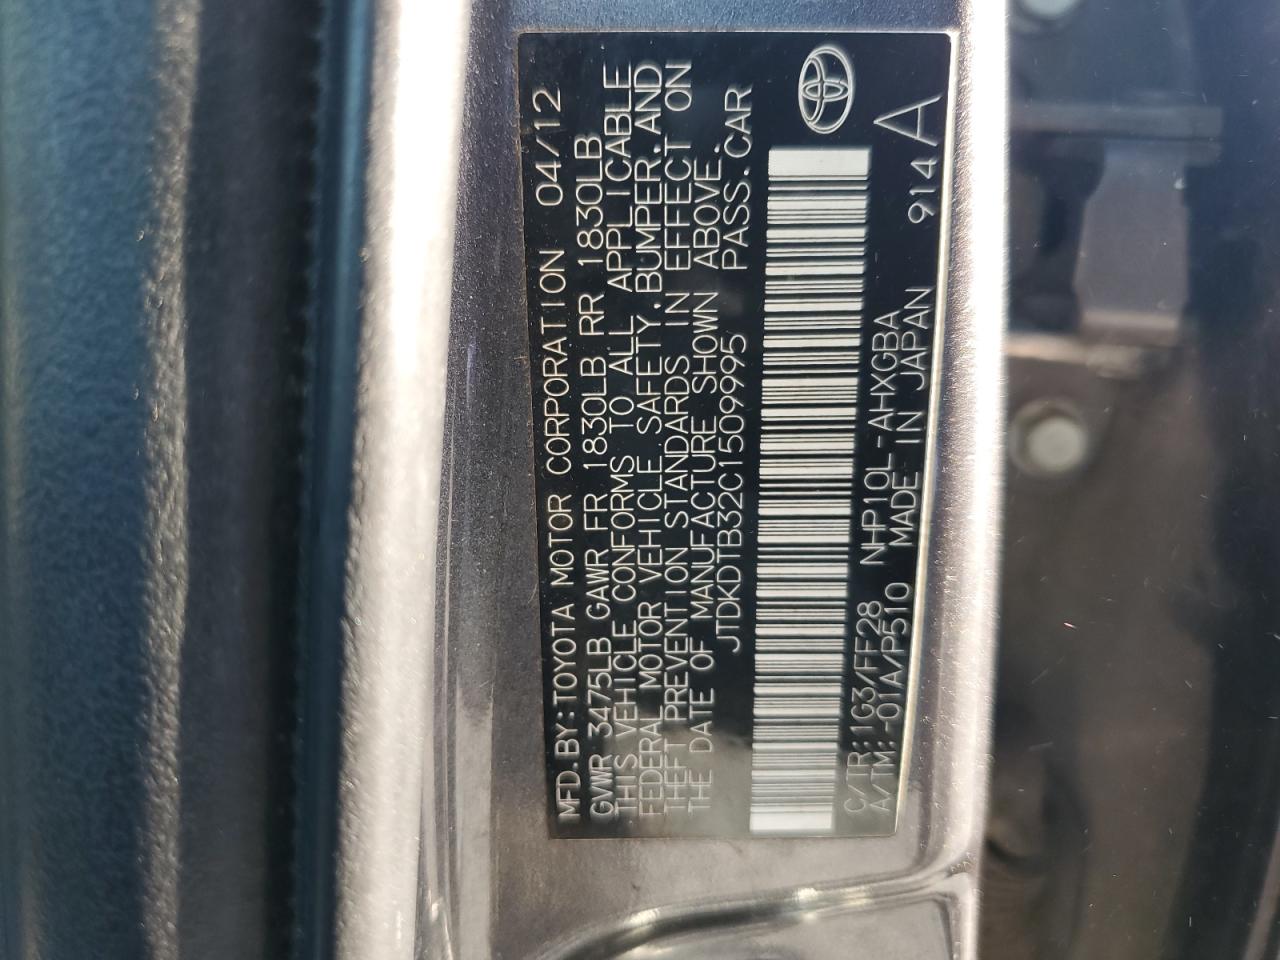 MFD.BY:TOYOTA MOTOR CORPORATION 04/12
GVWR 3475LB GAWR FR 1830LB RR 1830LB
THIS VEHICLE CONFORMS TO ALL APPLICABLE
FEDERAL MOTOR VEHICLE SAFETY,BUMPER,AND
THEFT PREVENTION STANDARDS IN EFFECT ON
THE DATE OF MANUFACTURE SHOWN ABOVE.
JTDKDTB32C1509995 PASS.CAR
C/TR:1G3/FF28 NHP10L-AHXGBA
A/TM:-01A/P510 MADE IN JAPAN 914 A